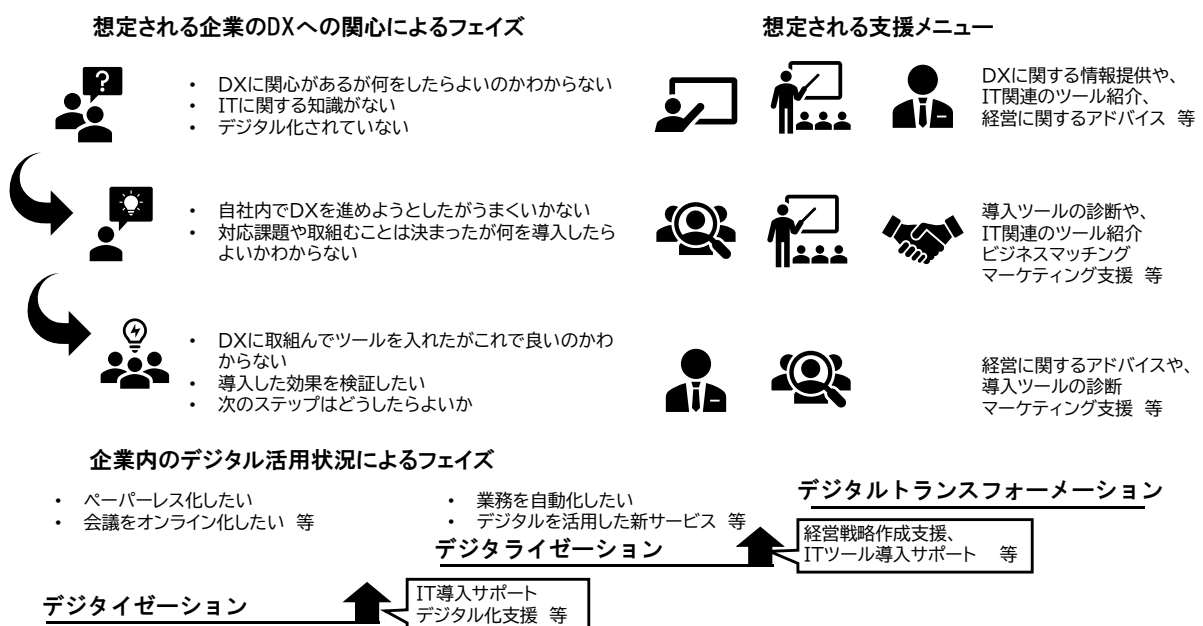 想定される企業のDXへの関心によるフェイズ
想定される支援メニュー
?
・ DXに関心があるが何をしたらよいのかわからない
・ ITに関する知識がない
・ デジタル化されていない
DXに関する情報提供や、
IT関連のツール紹介、
経営に関するアドバイス 等
・ 自社内でDXを進めようとしたがうまくいかない
・ 対応課題や取組むことは決まったが何を導入したら
よいかわからない
導入ツールの診断や、
IT関連のツール紹介
ビジネスマッチング
マーケティング支援 等
・ DXに取組んでツールを入れたがこれで良いのかわ
からない
・ 導入した効果を検証したい
・ 次のステップはどうしたらよいか
経営に関するアドバイスや、
導入ツールの診断
マーケティング支援 等
企業内のデジタル活用状況によるフェイズ
・ ペーパーレス化したい
・ 会議をオンライン化したい 等
・ 業務を自動化したい
・ デジタルを活用した新サービス 等
デジタルトランスフォーメーション
経営戦略作成支援、
ITツール導入サポート 等
デジタライゼーション
IT導入サポート
デジタル化支援 等
デジタイゼーション